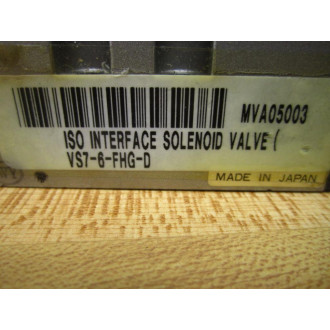 MVA05003
ISO INTERFACE SOLENOID VALVE (
VS7-6-FHG-D
MADE IN JAPAN